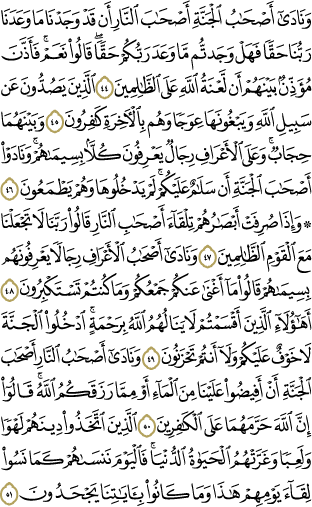 وَنَادَىٰٓ أَصۡحَٰبُ ٱلۡجَنَّةِ أَصۡحَٰبَ ٱلنَّارِ أَن قَدۡ وَجَدۡنَا مَا وَعَدَنَا
رَبُّنَا حَقّٗا فَهَلۡ وَجَدتُّم مَّا وَعَدَ رَبُّكُمۡ حَقّٗاۖ قَالُواْ نَعَمۡۚ فَأَذَّنَ
مُؤَذِّنُۢ بَيۡنَهُمۡ أَن لَّعۡنَةُ ٱللَّهِ عَلَى ٱلظَّٰلِمِينَ ٤٤ ٱلَّذِينَ يَصُدُّونَ عَن
سَبِيلِ ٱللَّهِ وَيَبۡغُونَهَا عِوَجٗا وَهُم بِٱلۡأٓخِرَةِ كَٰفِرُونَ ٤٥ وَبَيۡنَهُمَا
حِجَابٞۚ وَعَلَى ٱلۡأَعۡرَافِ رِجَالٞ يَعۡرِفُونَ كُلَّۢا بِسِيمَىٰهُمۡۚ وَنَادَوۡاْ
أَصۡحَٰبَ ٱلۡجَنَّةِ أَن سَلَٰمٌ عَلَيۡكُمۡۚ لَمۡ يَدۡخُلُوهَا وَهُمۡ يَطۡمَعُونَ ٤٦
* وَإِذَا صُرِفَتۡ أَبۡصَٰرُهُمۡ تِلۡقَآءَ أَصۡحَٰبِ ٱلنَّارِ قَالُواْ رَبَّنَا لَا تَجۡعَلۡنَا
مَعَ ٱلۡقَوۡمِ ٱلظَّٰلِمِينَ ٤٧ وَنَادَىٰٓ أَصۡحَٰبُ ٱلۡأَعۡرَافِ رِجَالٗا يَعۡرِفُونَهُم
بِسِيمَىٰهُمۡ قَالُواْ مَآ أَغۡنَىٰ عَنكُمۡ جَمۡعُكُمۡ وَمَا كُنتُمۡ تَسۡتَكۡبِرُونَ ٤٨
أَهَٰٓؤُلَآءِ ٱلَّذِينَ أَقۡسَمۡتُمۡ لَا يَنَالُهُمُ ٱللَّهُ بِرَحۡمَةٍۚ ٱدۡخُلُواْ ٱلۡجَنَّةَ
لَا خَوۡفٌ عَلَيۡكُمۡ وَلَآ أَنتُمۡ تَحۡزَنُونَ ٤٩ وَنَادَىٰٓ أَصۡحَٰبُ ٱلنَّارِ أَصۡحَٰبَ
ٱلۡجَنَّةِ أَنۡ أَفِيضُواْ عَلَيۡنَا مِنَ ٱلۡمَآءِ أَوۡ مِمَّا رَزَقَكُمُ ٱللَّهُۚ قَالُوٓاْ
إِنَّ ٱللَّهَ حَرَّمَهُمَا عَلَى ٱلۡكَٰفِرِينَ ٥٠ ٱلَّذِينَ ٱتَّخَذُواْ دِينَهُمۡ لَهۡوٗا
وَلَعِبٗا وَغَرَّتۡهُمُ ٱلۡحَيَوٰةُ ٱلدُّنۡيَاۚ فَٱلۡيَوۡمَ نَنسَىٰهُمۡ كَمَا نَسُواْ
لِقَآءَ يَوۡمِهِمۡ هَٰذَا وَمَا كَانُواْ بِـَٔايَٰتِنَا يَجۡحَدُونَ ٥١